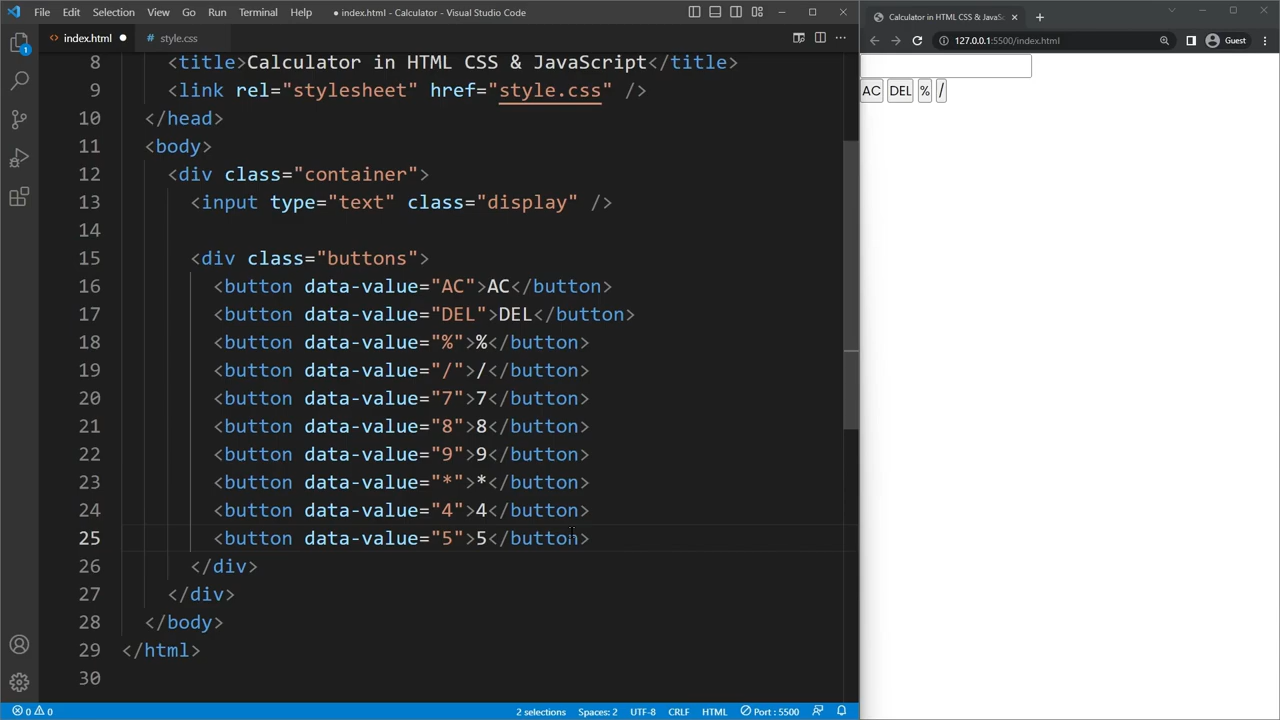 File Edit Selection View Go Run Terminal Help
● index.html - Calculator - Visual Studio Code
index.html ●
# style.css
8 <title>Calculator in HTML CSS & JavaScript</title>
9 <link rel="stylesheet" href="style.css" />
10 </head>
11 <body>
12 <div class="container">
13 <input type="text" class="display" />
14
15 <div class="buttons">
16 <button data-value="AC">AC</button>
17 <button data-value="DEL">DEL</button>
18 <button data-value="%">%</button>
19 <button data-value="/">/</button>
20 <button data-value="7">7</button>
21 <button data-value="8">8</button>
22 <button data-value="9">9</button>
23 <button data-value="*">*</button>
24 <button data-value="4">4</button>
25 <button data-value="5">5</button>
26 </div>
27 </div>
28 </body>
29 </html>
30
1
0 0
2 selections Spaces: 2 UTF-8 CRLF HTML Port : 5500
Calculator in HTML CSS & JavaSc
127.0.0.1:5500/index.html
Guest
AC DEL % /